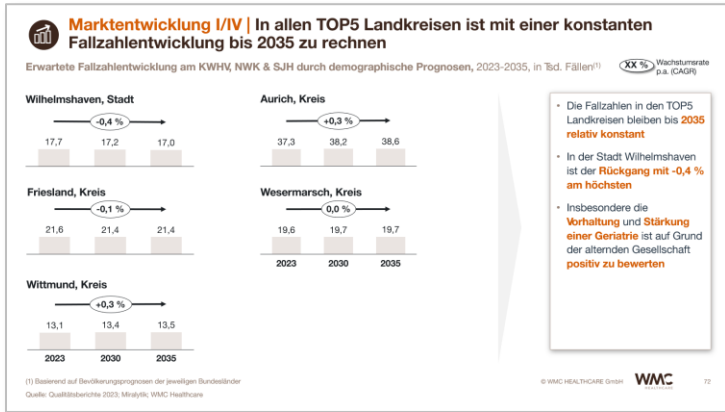 Marktentwicklung I/IV | In allen TOP5 Landkreisen ist mit einer konstanten
Fallzahlentwicklung bis 2035 zu rechnen
Erwartete Fallzahlentwicklung am KWHV, NWK & SJH durch demographische Prognosen, 2023-2035, in Tsd. Fällen(1)
XX %
Wachstumsrate
p.a. (CAGR)
Wilhelmshaven, Stadt
-0,4 %
17,7 17,2 17,0
Aurich, Kreis
+0,3 %
37,3 38,2 38,6
Friesland, Kreis
-0,1 %
21,6 21,4 21,4
Wesermarsch, Kreis
0,0 %
19,6 19,7 19,7
2023 2030 2035
Wittmund, Kreis
+0,3 %
13,1 13,4 13,5
2023 2030 2035
• Die Fallzahlen in den TOP5
Landkreisen bleiben bis 2035
relativ konstant
• In der Stadt Wilhelmshaven
ist der Rückgang mit -0,4 %
am höchsten
• Insbesondere die
Vorhaltung und Stärkung
einer Geriatrie ist auf Grund
der alternden Gesellschaft
positiv zu bewerten
(1) Basierend auf Bevölkerungsprognosen der jeweiligen Bundesländer
Quelle: Qualitätsberichte 2023; Miralytik; WMC Healthcare
© WMC HEALTHCARE GmbH
WMC
HEALTHCARE
72